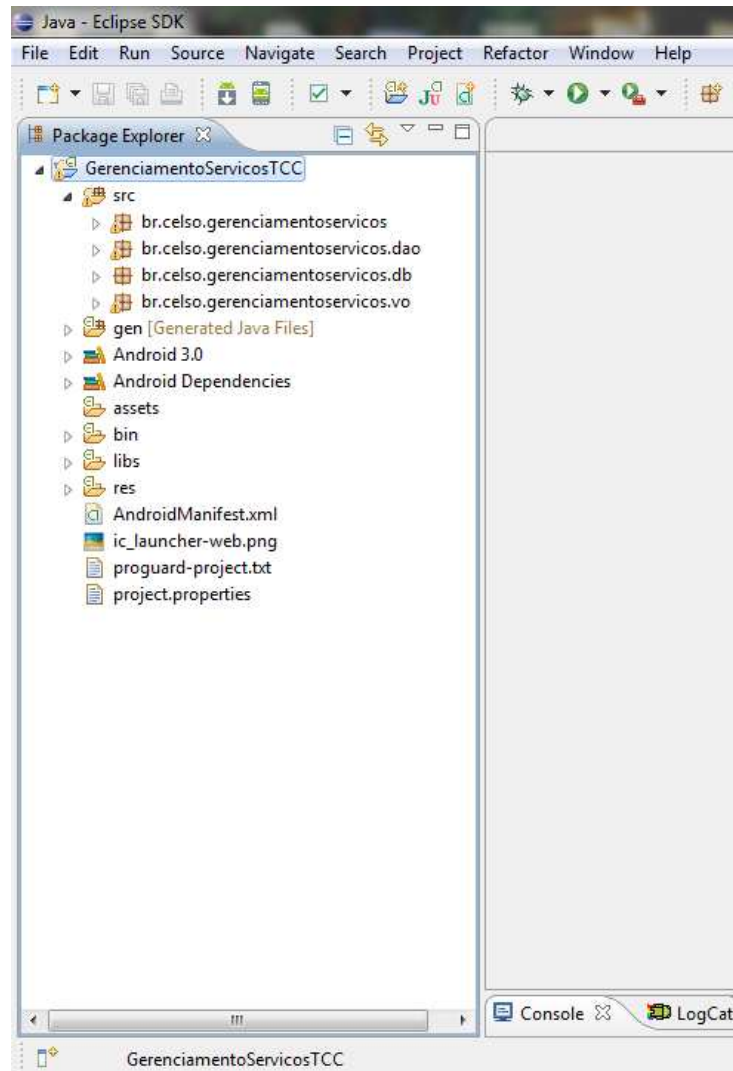 Java - Eclipse SDK
File Edit Run Source Navigate Search Project Refactor Window Help
Package Explorer
GerenciamentoServicosTCC
src
br.celso.gerenciamentoservicos
br.celso.gerenciamentoservicos.dao
br.celso.gerenciamentoservicos.db
br.celso.gerenciamentoservicos.vo
gen [Generated Java Files]
Android 3.0
Android Dependencies
assets
bin
libs
res
AndroidManifest.xml
ic_launcher-web.png
proguard-project.txt
project.properties
Console LogCat
GerenciamentoServicosTCC